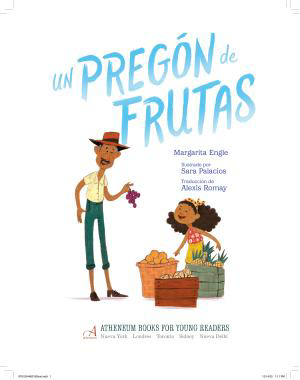 UN PREGÓN de
FRUTAS
Margarita Engle
Ilustrado por
Sara Palacios
Traducción de
Alexis Romay
ATHENEUM BOOKS FOR YOUNG READERS
Nueva York Londres Toronto Sídney Nueva Delhi